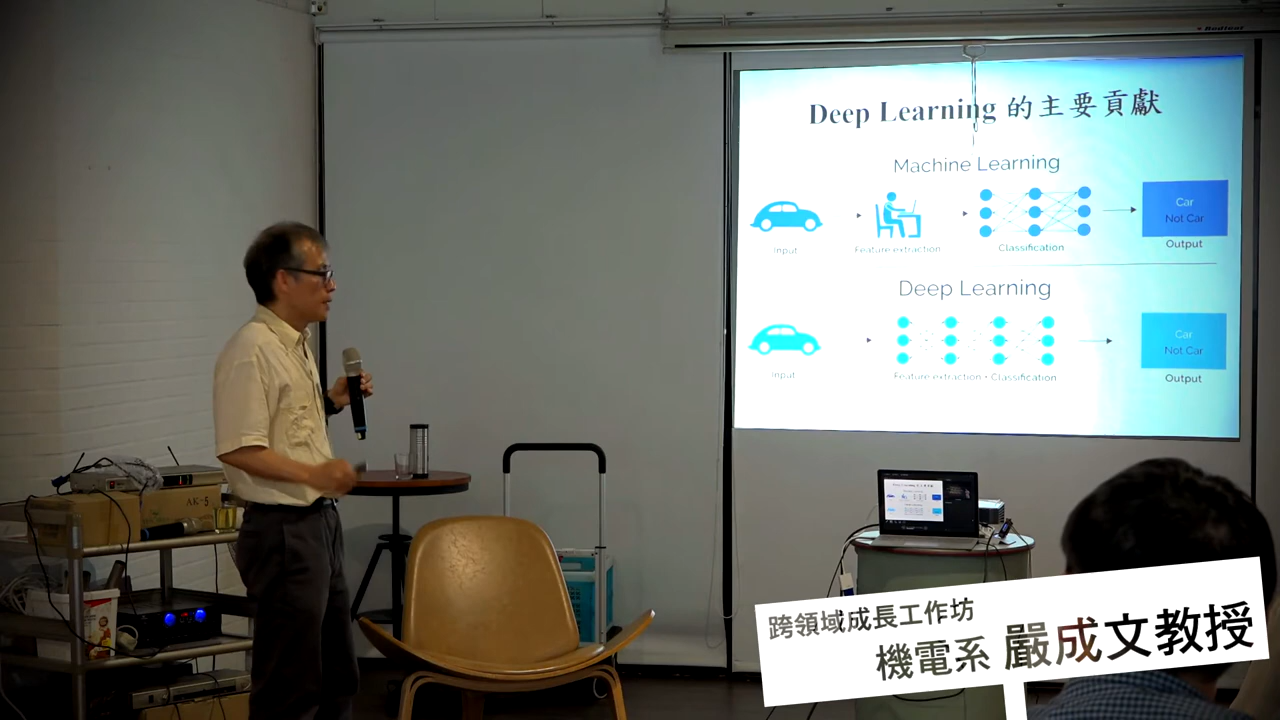 Radical
Deep Learning 的主要貢獻
Machine Learning
Input
Feature extraction
Classification
Car
Not Car
Output
Deep Learning
Input
Feature extraction + Classification
Car
Not Car
Output
AK-5
跨領域成長工作坊
機電系 嚴成文教授